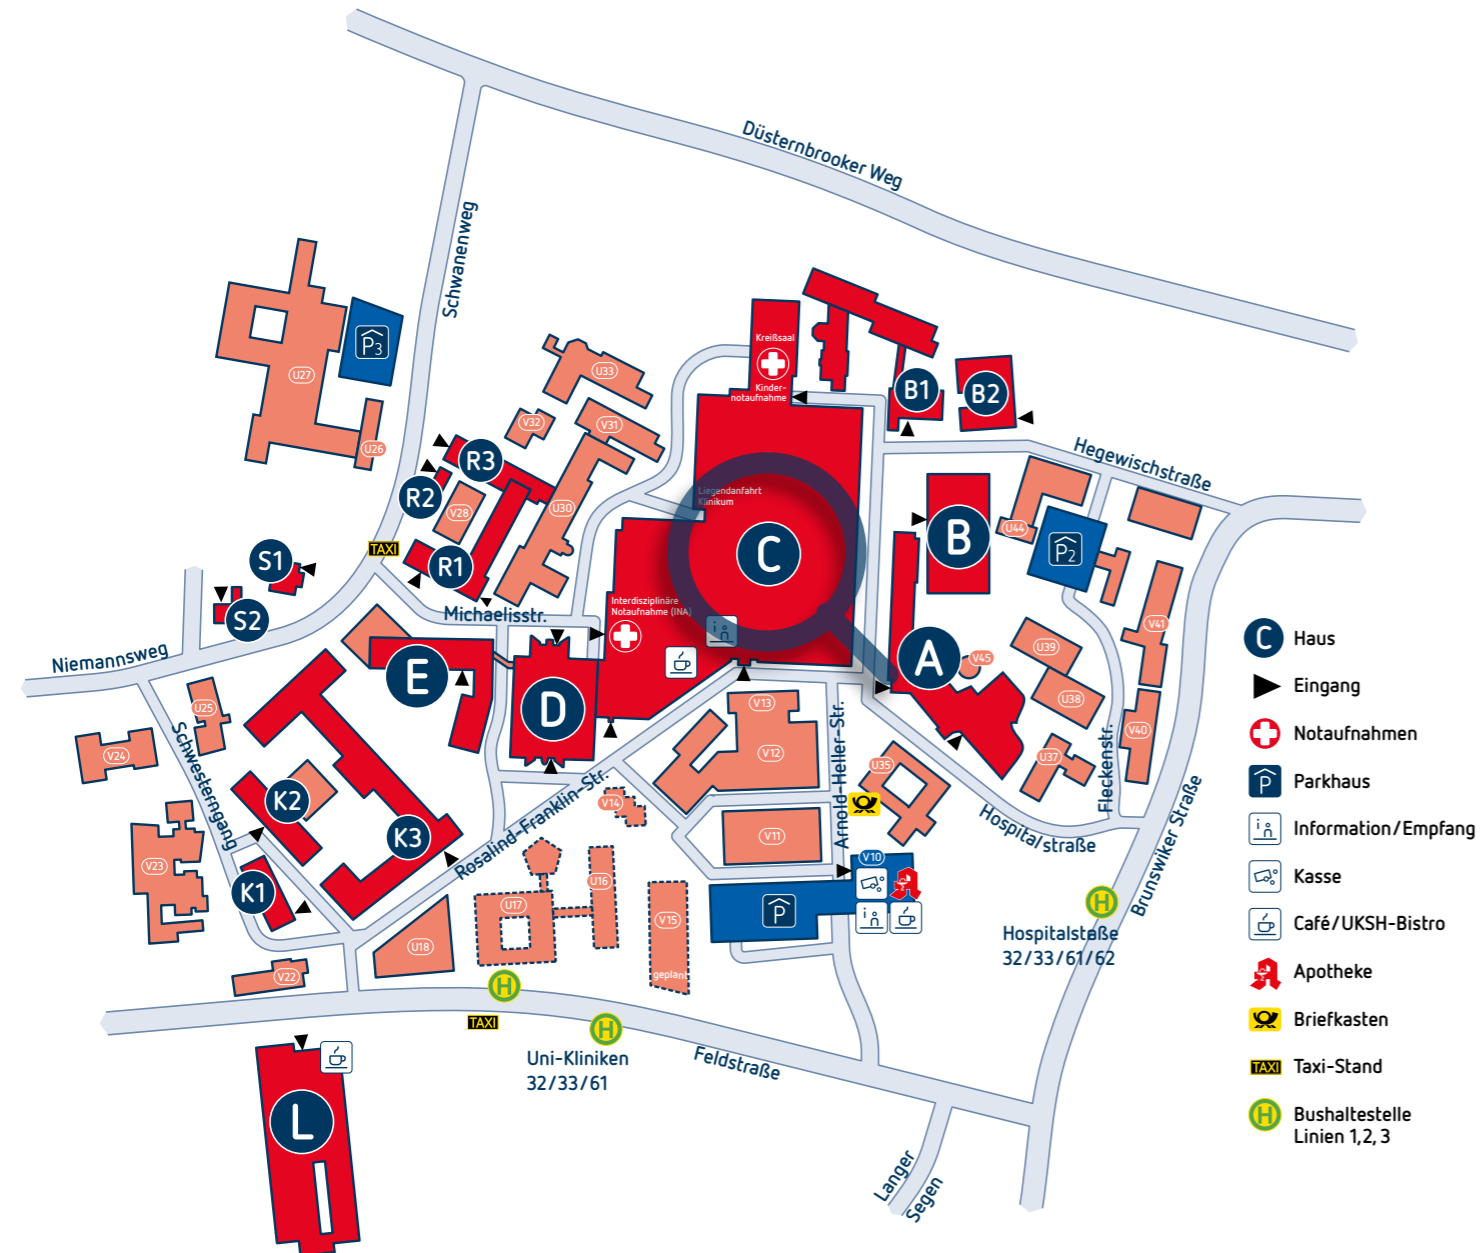 Düsternbrooker Weg
Schwanenweg
P3
U27
U26
U33
V32
V31
R3
R2
V28
U30
R1
TAXI
S1
S2
Michaelisstr.
Niemannsweg
Kreißsaal
Kinder-
notaufnahme
B1
B2
Hegewischstraße
Liegendanfahrt
Klinikum
C
B
U44
P2
Interdisziplinäre
Notaufnahme (INA)
A
V45
U39
V41
U38
V40
U37
Fleckenstr.
E
D
U25
V24
Schwesterngang
K2
K3
K1
V23
V22
V13
V12
Arnold-Heller-Str.
U35
V14
V11
Rosalind-Franklin-Str.
Hospitalstraße
Brunswiker Straße
V10
P
U16
U17
V15
geplant
U18
H
Hospitalstaße
32/33/61/62
H
TAXI
H
Uni-Kliniken
32/33/61
Feldstraße
L
Langer
Segen
C Haus
Eingang
Notaufnahmen
P Parkhaus
Information/Empfang
Kasse
Café/UKSH-Bistro
Apotheke
Briefkasten
TAXI Taxi-Stand
H Bushaltestelle
Linien 1,2, 3